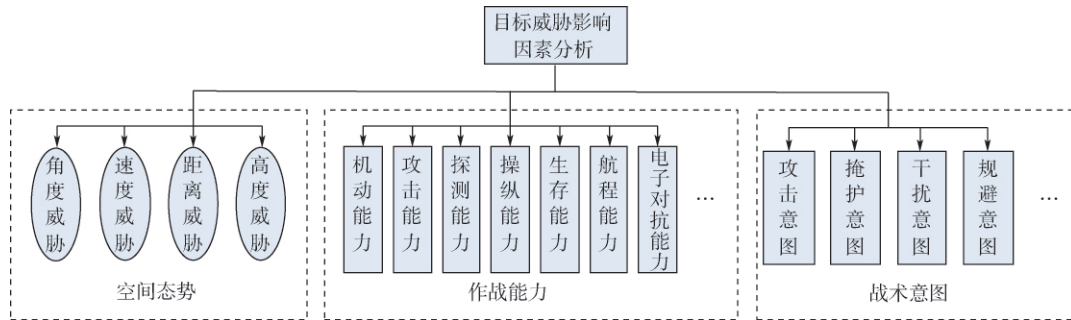 目标威胁影响
因素分析
角度威胁
速度威胁
距离威胁
高度威胁
空间态势
机动能力
攻击能力
探测能力
操纵能力
生存能力
航程能力
电子对抗能力
…
作战能力
攻击意图
掩护意图
干扰意图
规避意图
…
战术意图